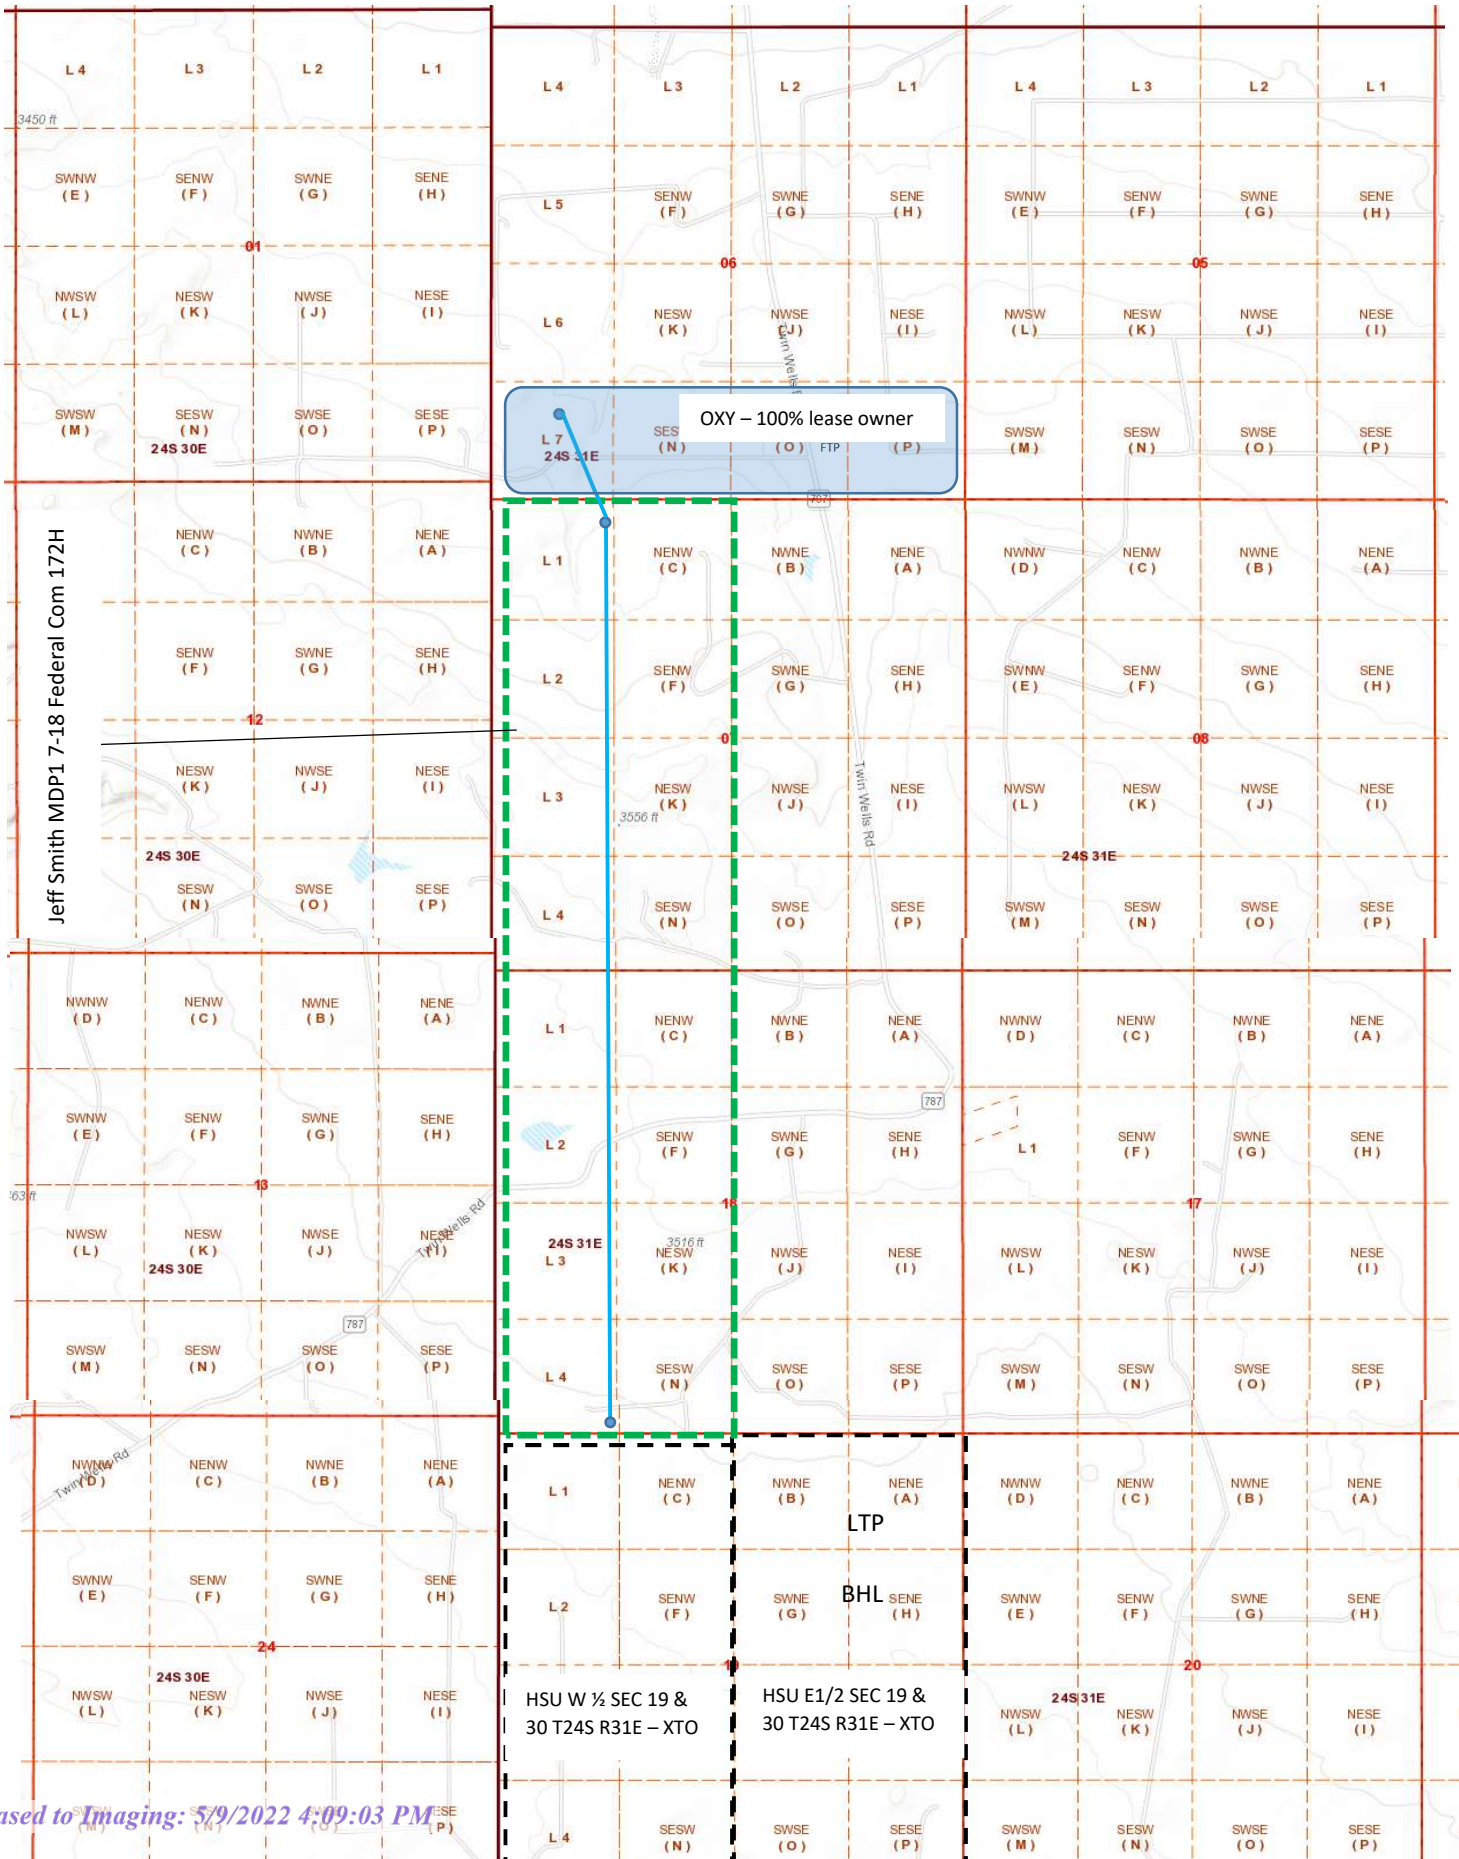 L 4 L 3 L 2 L 1
L 4 L 3 L 2 L 1 L 4 L 3 L 2 L 1
3450 ft
SWNW SENW SWNE SENE
(E) (F) (G) (H)
SENW SWNE SENE SWNW SENW SWNE SENE
L 5 (F) (G) (H) (E) (F) (G) (H)
01
06 05
NWSW NESW NWSE NESE
(L) (K) (J) (I)
NESW NWSE NESE NWSW NESW NWSE NESE
L 6 (K) (J) (I) (L) (K) (J) (I)
SWSW SESW SWSE SESE
(M) (N) (O) (P)
24S 30E
OXY – 100% lease owner
L 7 (N) (O) FTP (P)
24S 31E
SWSW SESW SWSE SESE
(M) (N) (O) (P)
787
Jeff Smith MDP1 7-18 Federal Com 172H
NENW NWNE NENE
(C) (B) (A)
L 1 NENW NWNE NENE NWNW NENW NWNE NENE
(C) (B) (A) (D) (C) (B) (A)
SENW SWNE SENE
(F) (G) (H)
L 2 SENW SWNE SENE SWNW SENW SWNE SENE
(F) (G) (H) (E) (F) (G) (H)
12
08
NESW NWSE NESE
(K) (J) (I)
L 3 NESW NWSE NESE NWSW NESW NWSE NESE
(K) (J) (I) (L) (K) (J) (I)
3556 ft
Twin Wells Rd
24S 30E
24S 31E
SESW SWSE SESE
(N) (O) (P)
L 4 SESW SWSE SESE SWSW SESW SWSE SESE
(N) (O) (P) (M) (N) (O) (P)
NWNW NENW NWNE NENE
(D) (C) (B) (A)
L 1 NENW NWNE NENE NWNW NENW NWNE NENE
(C) (B) (A) (D) (C) (B) (A)
787
SWNW SENW SWNE SENE
(E) (F) (G) (H)
L 2 SENW SWNE SENE L 1 SENW SWNE SENE
(F) (G) (H) (F) (G) (H)
13
18 17
NWSW NESW NWSE
(L) (K) (J)
Twin Wells Rd
24S 30E
24S 31E
3516 ft
L 3 NESW NWSE NESE NWSW NESW NWSE NESE
(K) (J) (I) (L) (K) (J) (I)
787
SWSW SESW SWSE SESE
(M) (N) (O) (P)
L 4 SESW SWSE SESE SWSW SESW SWSE SESE
(N) (O) (P) (M) (N) (O) (P)
Twin Wells Rd
NWNW NENW NWNE NENE
(D) (C) (B) (A)
L 1 NENW NWNE NENE NWNW NENW NWNE NENE
(C) (B) (A) (D) (C) (B) (A)
LTP
SWNW SENW SWNE SENE
(E) (F) (G) (H)
BHL
L 2 SENW SWNE SENE SWNW SENW SWNE SENE
(F) (G) (H) (E) (F) (G) (H)
24
20
24S 30E
NWSW NESW NWSE NESE
(L) (K) (J) (I)
HSU W ½ SEC 19 &
30 T24S R31E – XTO
HSU E1/2 SEC 19 &
30 T24S R31E – XTO
24S 31E
NWSW NESW NWSE NESE
(L) (K) (J) (I)
ased to Imaging: 5/9/2022 4:09:03 PM
(P)
L 4 SESW SWSE SESE SWSW SESW SWSE SESE
(N) (O) (P) (M) (N) (O) (P)